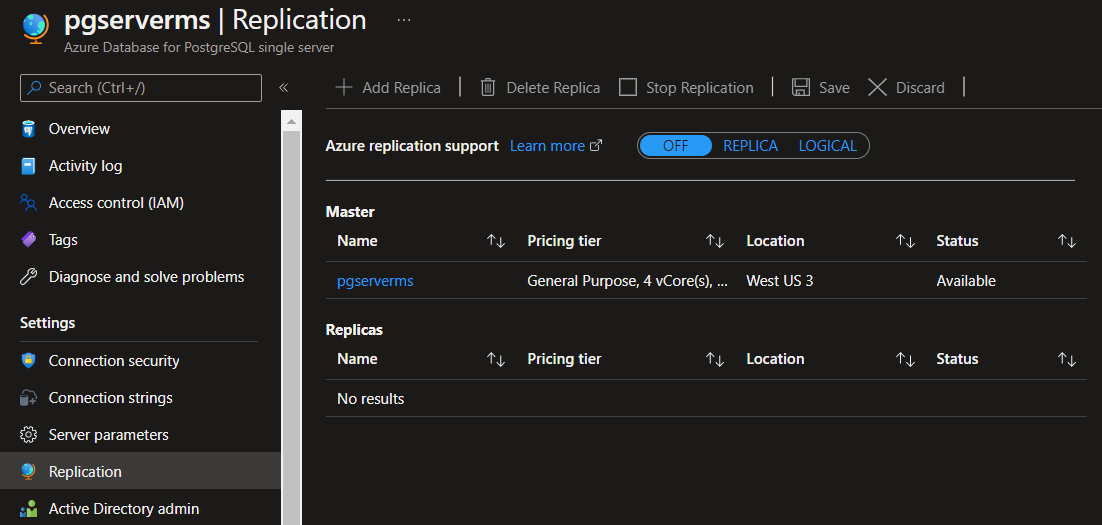 pgserverms | Replication ...
Azure Database for PostgreSQL single server
Search (Ctrl+/) «
Add Replica | Delete Replica Stop Replication | Save Discard |
Overview
Activity log
Access control (IAM)
Tags
Diagnose and solve problems
Settings
Connection security
Connection strings
Server parameters
Replication
Active Directory admin
Azure replication support Learn more OFF REPLICA LOGICAL
Master
Name Pricing tier Location Status
pgserverms General Purpose, 4 vCore(s), ... West US 3 Available
Replicas
Name Pricing tier Location Status
No results